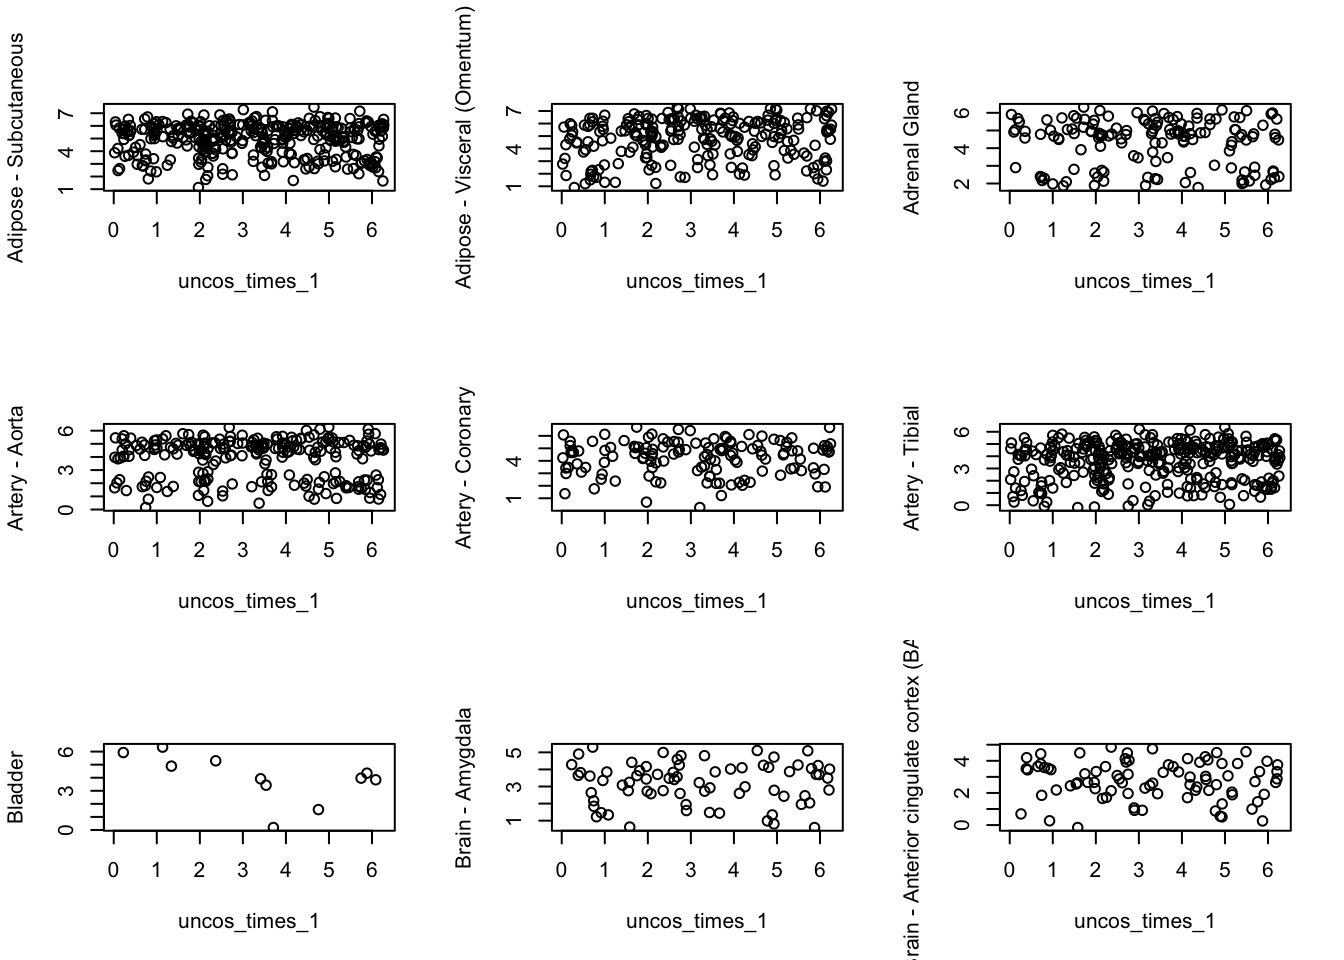 Adipose - Subcutaneous
1 4 7
0 1 2 3 4 5 6
uncos_times_1
Adipose - Visceral (Omentum)
1 4 7
0 1 2 3 4 5 6
uncos_times_1
Adrenal Gland
2 4 6
0 1 2 3 4 5 6
uncos_times_1
Artery - Aorta
0 3 6
0 1 2 3 4 5 6
uncos_times_1
Artery - Coronary
1 4
0 1 2 3 4 5 6
uncos_times_1
Artery - Tibial
0 3 6
0 1 2 3 4 5 6
uncos_times_1
Bladder
0 3 6
0 1 2 3 4 5 6
uncos_times_1
Brain - Amygdala
1 3 5
0 1 2 3 4 5 6
uncos_times_1
rain - Anterior cingulate cortex (BA
0 2 4
0 1 2 3 4 5 6
uncos_times_1